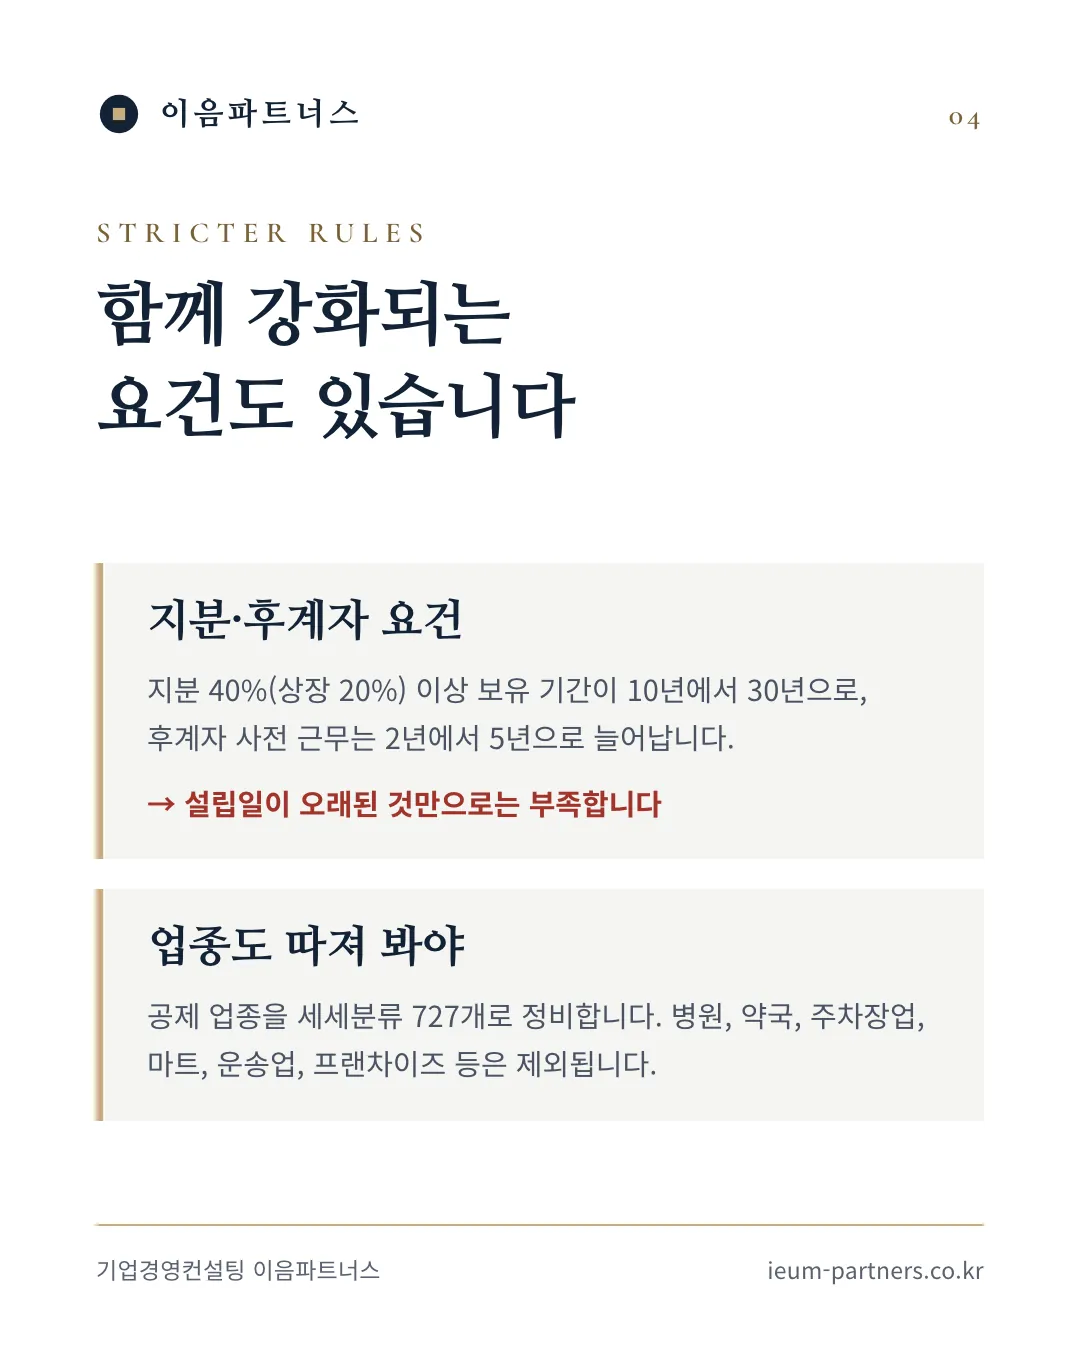 이음파트너스
04
STRICTER RULES
함께 강화되는
요건도 있습니다
지분·후계자 요건
지분 40%(상장 20%) 이상 보유 기간이 10년에서 30년으로,
후계자 사전 근무는 2년에서 5년으로 늘어납니다.
→ 설립일이 오래된 것만으로는 부족합니다
업종도 따져 봐야
공제 업종을 세세분류 727개로 정비합니다. 병원, 약국, 주차장업,
마트, 운송업, 프랜차이즈 등은 제외됩니다.
기업경영컨설팅 이음파트너스
ieum-partners.co.kr